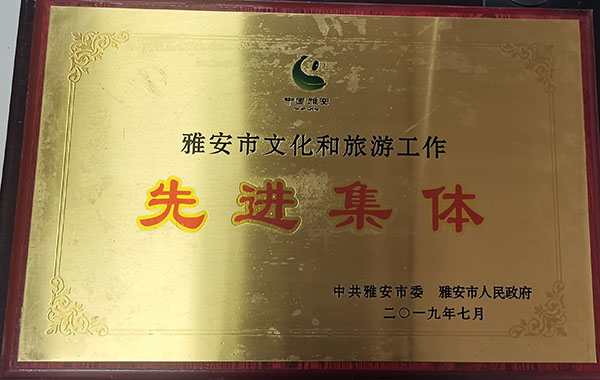 中国·雅安
雅安市文化和旅游工作
先进集体
中共雅安市委 雅安市人民政府
二〇一九年七月